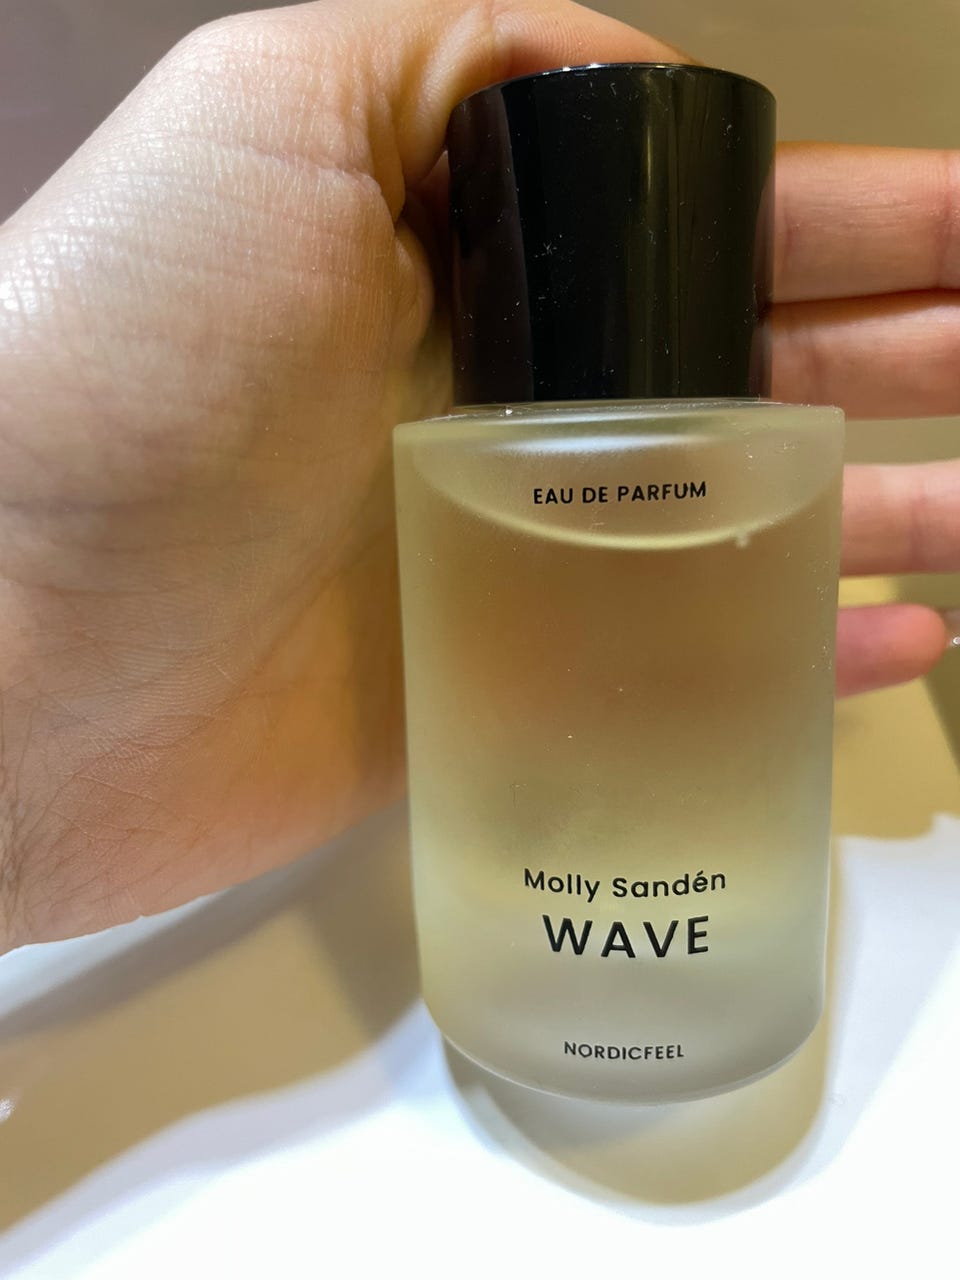 EAU DE PARFUM
Molly Sandén
WAVE
NORDICFEEL